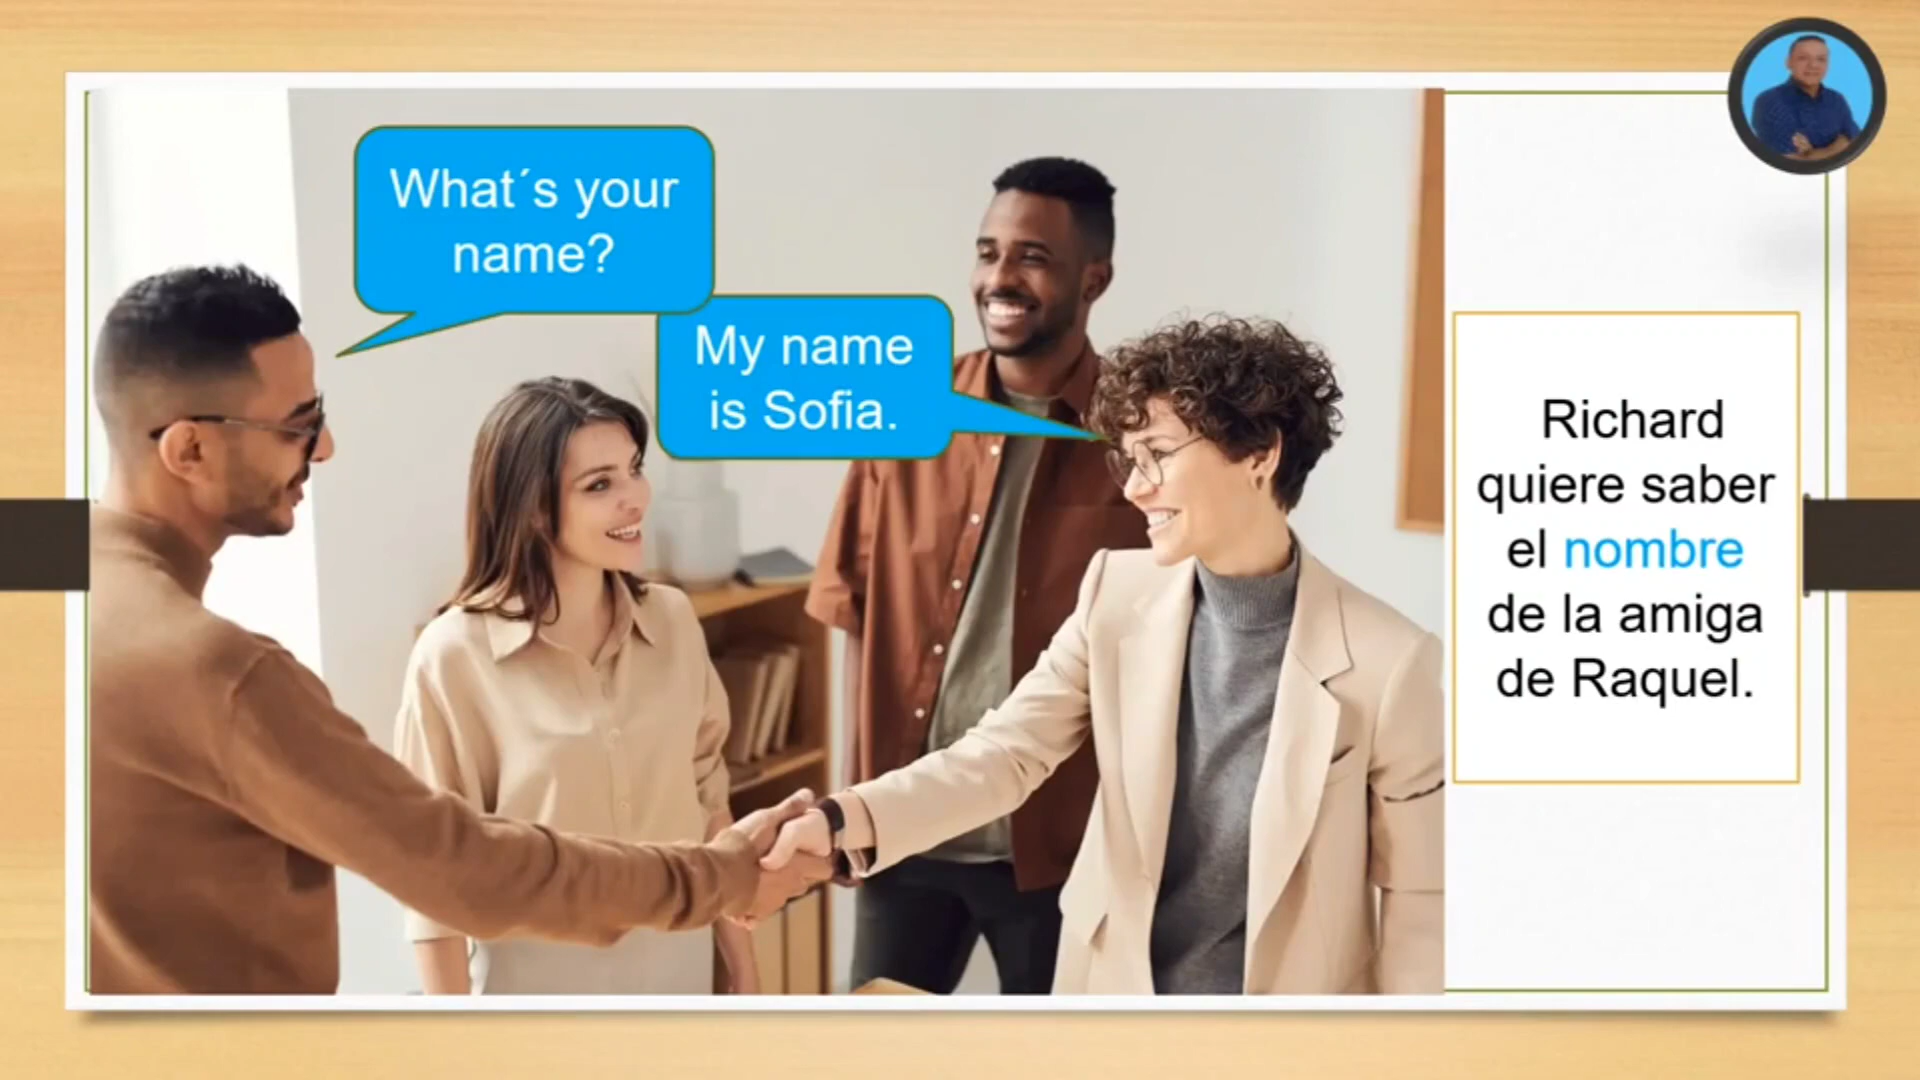 What´s your
name?
My name
is Sofia.
Richard
quiere saber
el nombre
de la amiga
de Raquel.